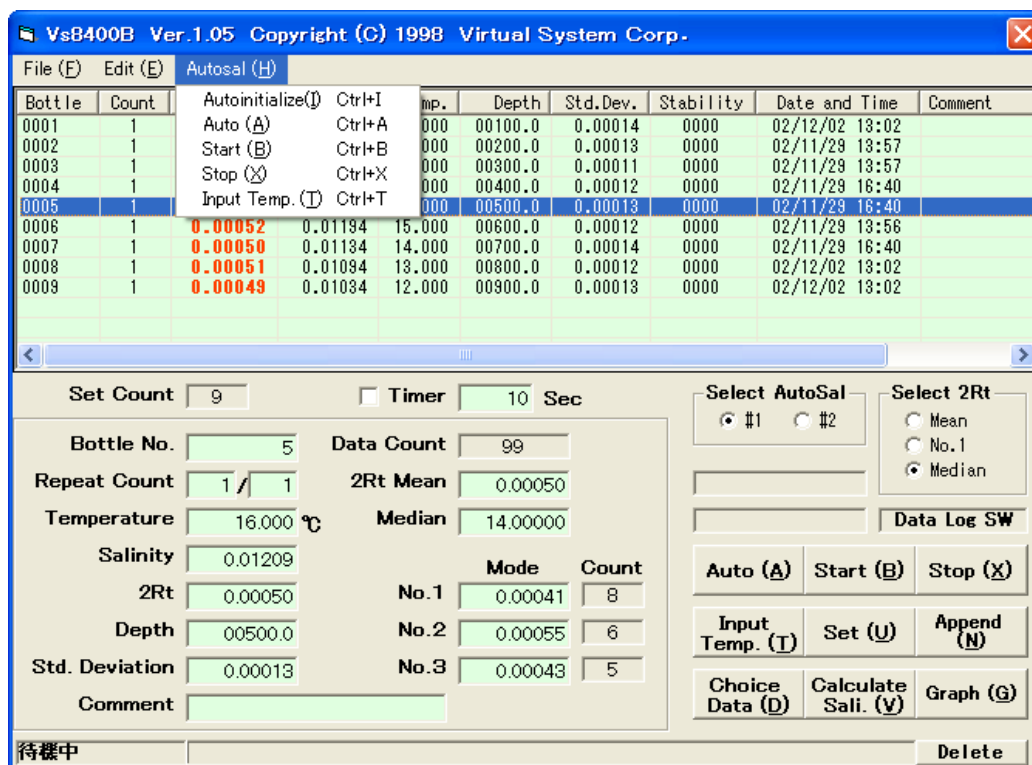 Vs8400B Ver.1.05 Copyright (C) 1998 Virtual System Corp.
File (F) Edit (E) Autosal (H)
Autoinitialize(I) Ctrl+I
Auto (A) Ctrl+A
Start (B) Ctrl+B
Stop (X) Ctrl+X
Input Temp. (T) Ctrl+T
Bottle Count mp. Depth Std.Dev. Stability Date and Time Comment
0001 1 000 00100.0 0.00014 0000 02/12/02 13:02
0002 1 000 00200.0 0.00013 0000 02/11/29 13:57
0003 1 000 00300.0 0.00011 0000 02/11/29 13:57
0004 1 000 00400.0 0.00012 0000 02/11/29 16:40
0005 1 000 00500.0 0.00013 0000 02/11/29 16:40
0006 1 0.00052 0.01194 15.000 00600.0 0.00012 0000 02/11/29 13:56
0007 1 0.00050 0.01134 14.000 00700.0 0.00014 0000 02/11/29 16:40
0008 1 0.00051 0.01094 13.000 00800.0 0.00012 0000 02/12/02 13:02
0009 1 0.00049 0.01034 12.000 00900.0 0.00013 0000 02/12/02 13:02
Set Count 9 Timer 10 Sec
Select AutoSal
#1 #2
Select 2Rt
Mean
No.1
Median
Bottle No. 5 Data Count 99
Repeat Count 1 / 1 2Rt Mean 0.00050
Temperature 16.000 ℃ Median 14.00000
Data Log SW
Salinity 0.01209
Mode Count
2Rt 0.00050 No.1 0.00041 8
Depth 00500.0 No.2 0.00055 6
Std. Deviation 0.00013 No.3 0.00043 5
Comment
Auto (A) Start (B) Stop (X)
Input Temp. (T) Set (U) Append (N)
Choice Data (D) Calculate Sali. (V) Graph (G)
待機中 Delete